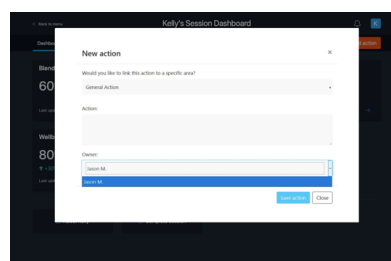 Back to menu
Kelly's Session Dashboard
K
New action
×
Would you like to link this action to a specific area?
General Action
Action:
60
Owner:
80
Jason M.
Jason M.
Save action
Close